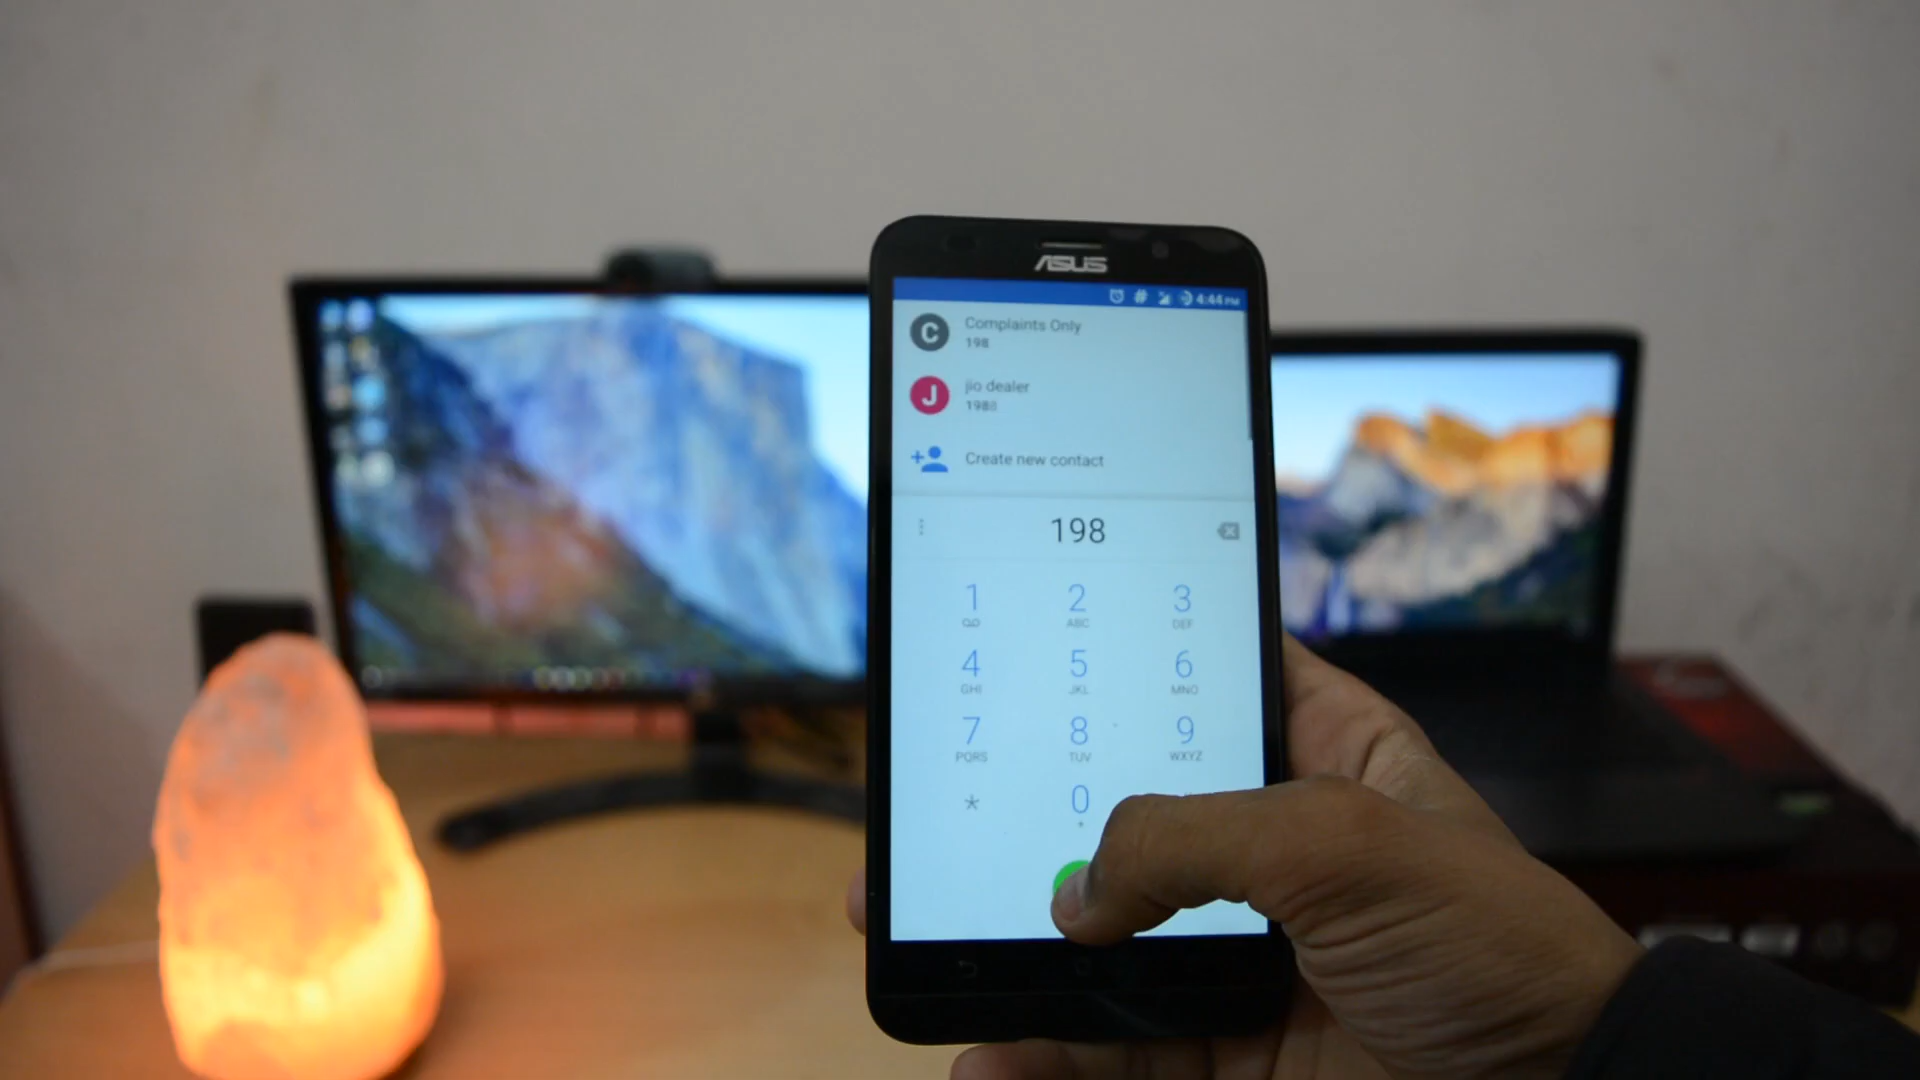 ASUS
4:44 PM
Complaints Only
198
jio dealer
1988
Create new contact
198
1 2 3
ABC DEF
4 5 6
GHI JKL MNO
7 8 9
PQRS TUV WXYZ
* 0
+